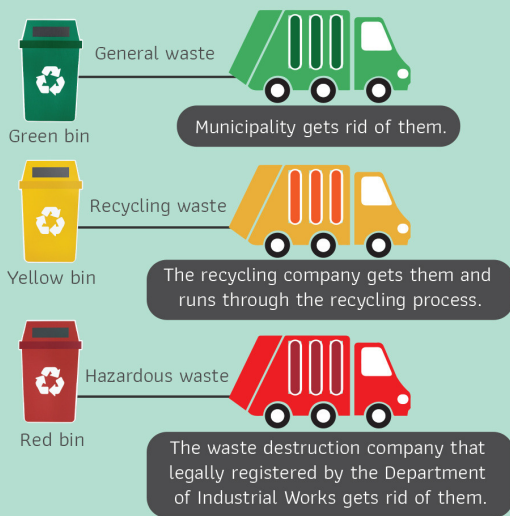 General waste
Green bin
Municipality gets rid of them.
Recycling waste
Yellow bin
The recycling company gets them and
runs through the recycling process.
Hazardous waste
Red bin
The waste destruction company that
legally registered by the Department
of Industrial Works gets rid of them.